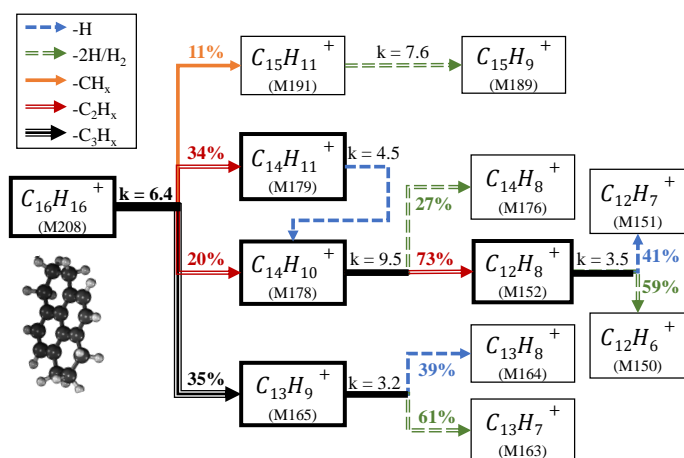 -H
-2H/H₂
-CHₓ
-C₂Hₓ
-C₃Hₓ
11%
C₁₅H₁₁⁺
(M191)
k = 7.6
C₁₅H₉⁺
(M189)
34%
C₁₄H₁₁⁺
(M179)
k = 4.5
C₁₆H₁₆⁺
(M208)
k = 6.4
20%
C₁₄H₁₀⁺
(M178)
k = 9.5
27%
C₁₄H₈⁺
(M176)
73%
C₁₂H₈⁺
(M152)
k = 3.5
C₁₂H₇⁺
(M151)
41%
59%
C₁₂H₆⁺
(M150)
35%
C₁₃H₉⁺
(M165)
k = 3.2
39%
C₁₃H₈⁺
(M164)
61%
C₁₃H₇⁺
(M163)